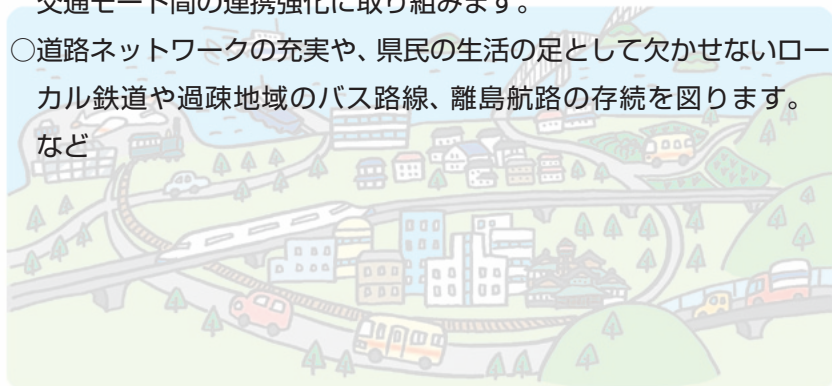 交通モード間の連携強化に取り組みます。
○道路ネットワークの充実や、県民の生活の足として欠かせないロー
カル鉄道や過疎地域のバス路線、離島航路の存続を図ります。
など